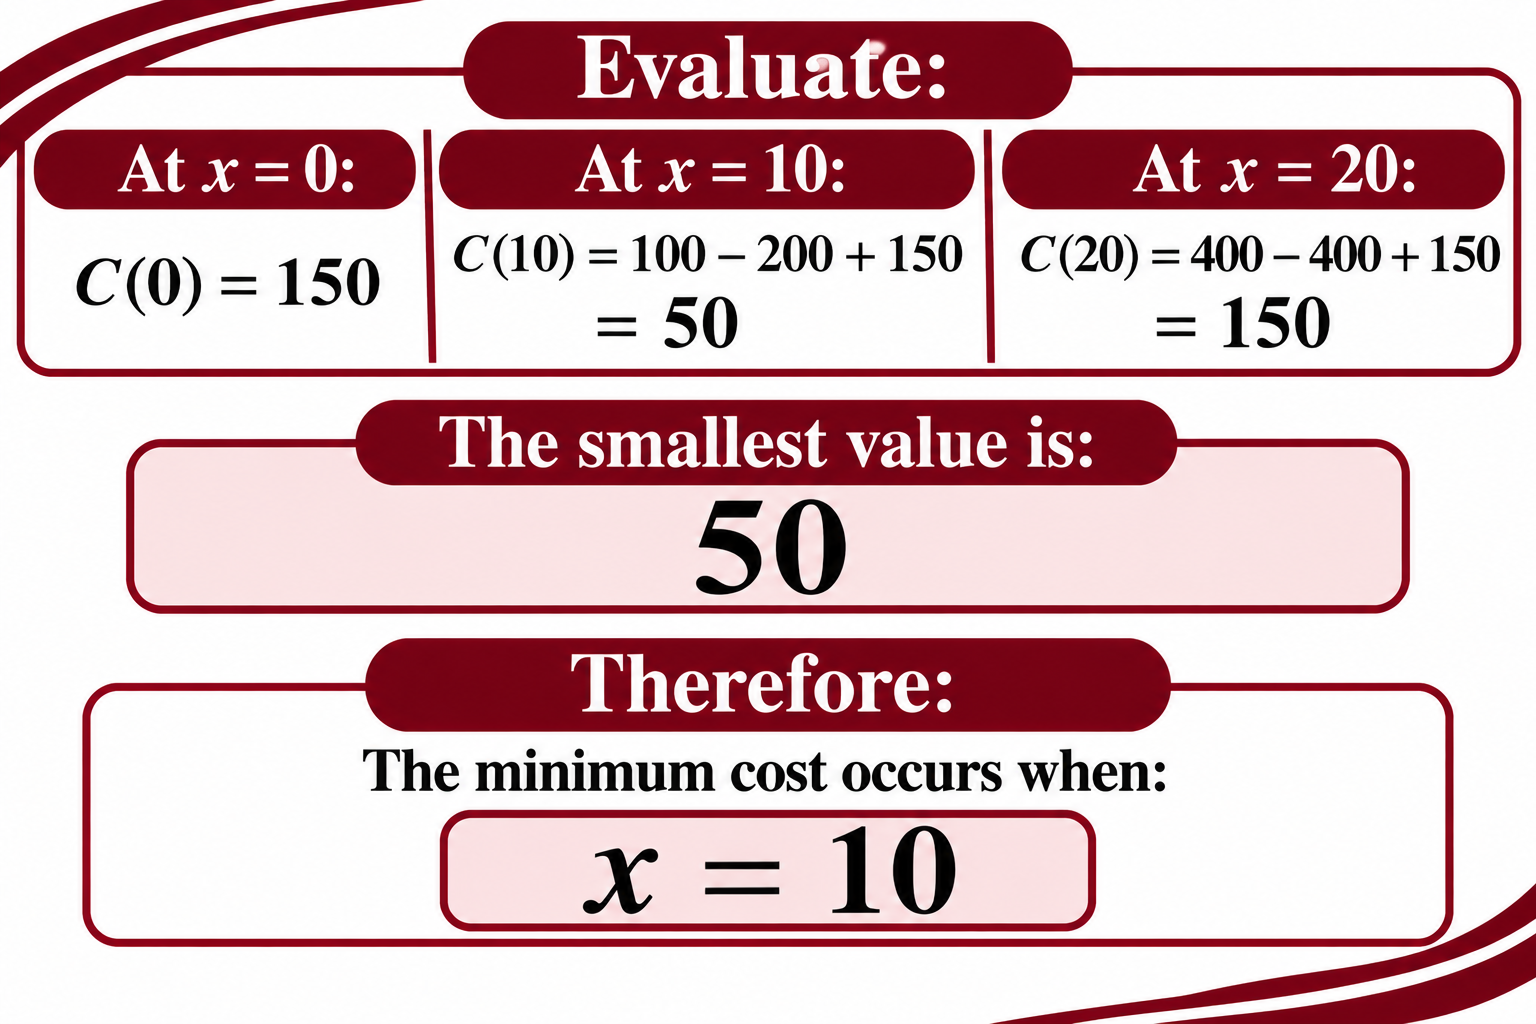 Evaluate:
At x = 0:
C(0) = 150
At x = 10:
C(10) = 100 − 200 + 150
= 50
At x = 20:
C(20) = 400 − 400 + 150
= 150
The smallest value is:
50
Therefore:
The minimum cost occurs when:
x = 10